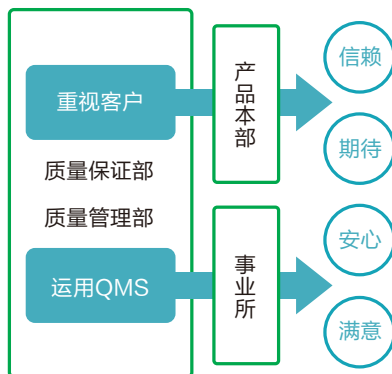 重视客户
质量保证部
质量管理部
运用QMS
产品本部
事业所
信赖
期待
安心
满意